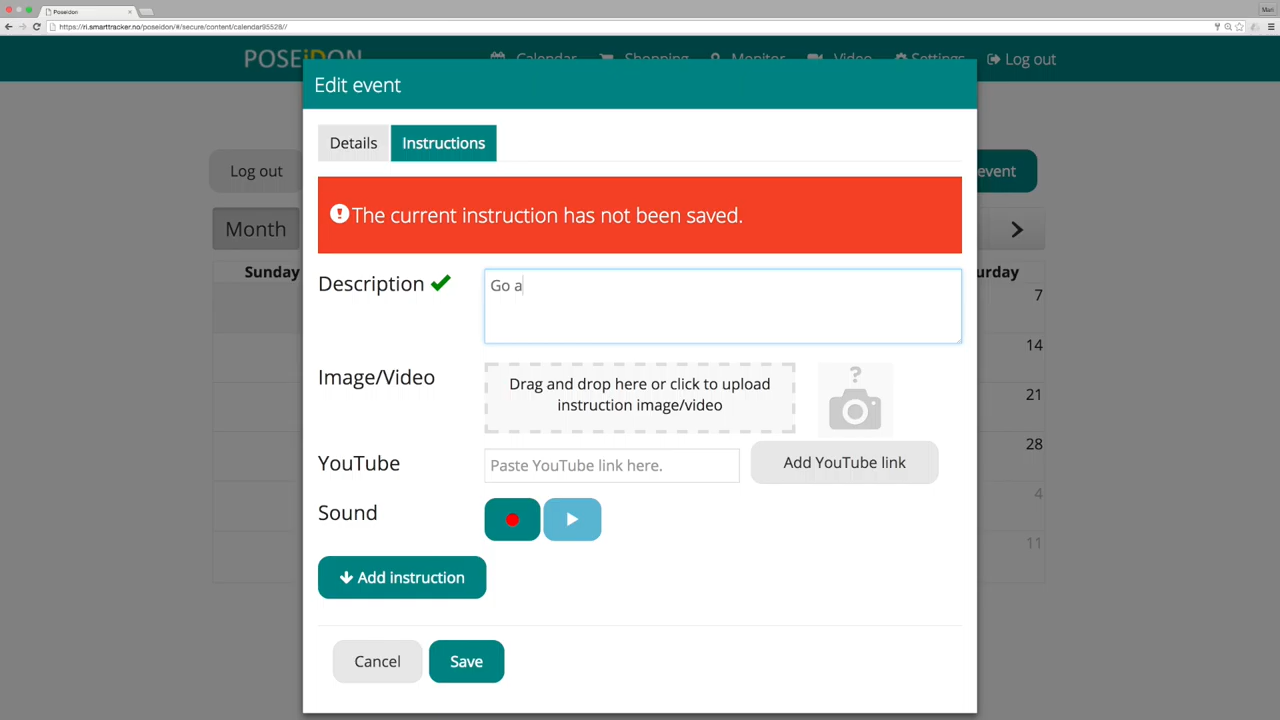 Poseidon
Mari
https://ri.smarttracker.no/poseidon/#/secure/content/calendar95528//
POSEiDON
Calendar
Shopping
Monitor
Video
Settings
Log out
Edit event
Details
Instructions
Log out
event
The current instruction has not been saved.
Month
Sunday
urday
Description
Go a
7
14
Image/Video
Drag and drop here or click to upload
instruction image/video
?
21
28
YouTube
Paste YouTube link here.
Add YouTube link
4
Sound
11
Add instruction
Cancel
Save